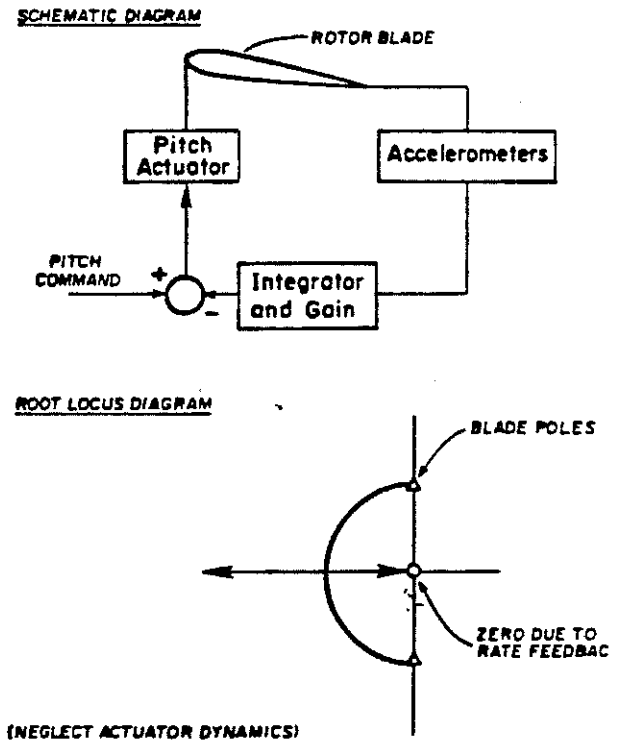 SCHEMATIC DIAGRAM
ROTOR BLADE
Pitch
Actuator
Accelerometers
PITCH
COMMAND
+
-
Integrator
and Gain
ROOT LOCUS DIAGRAM
BLADE POLES
ZERO DUE TO
RATE FEEDBAC
(NEGLECT ACTUATOR DYNAMICS)